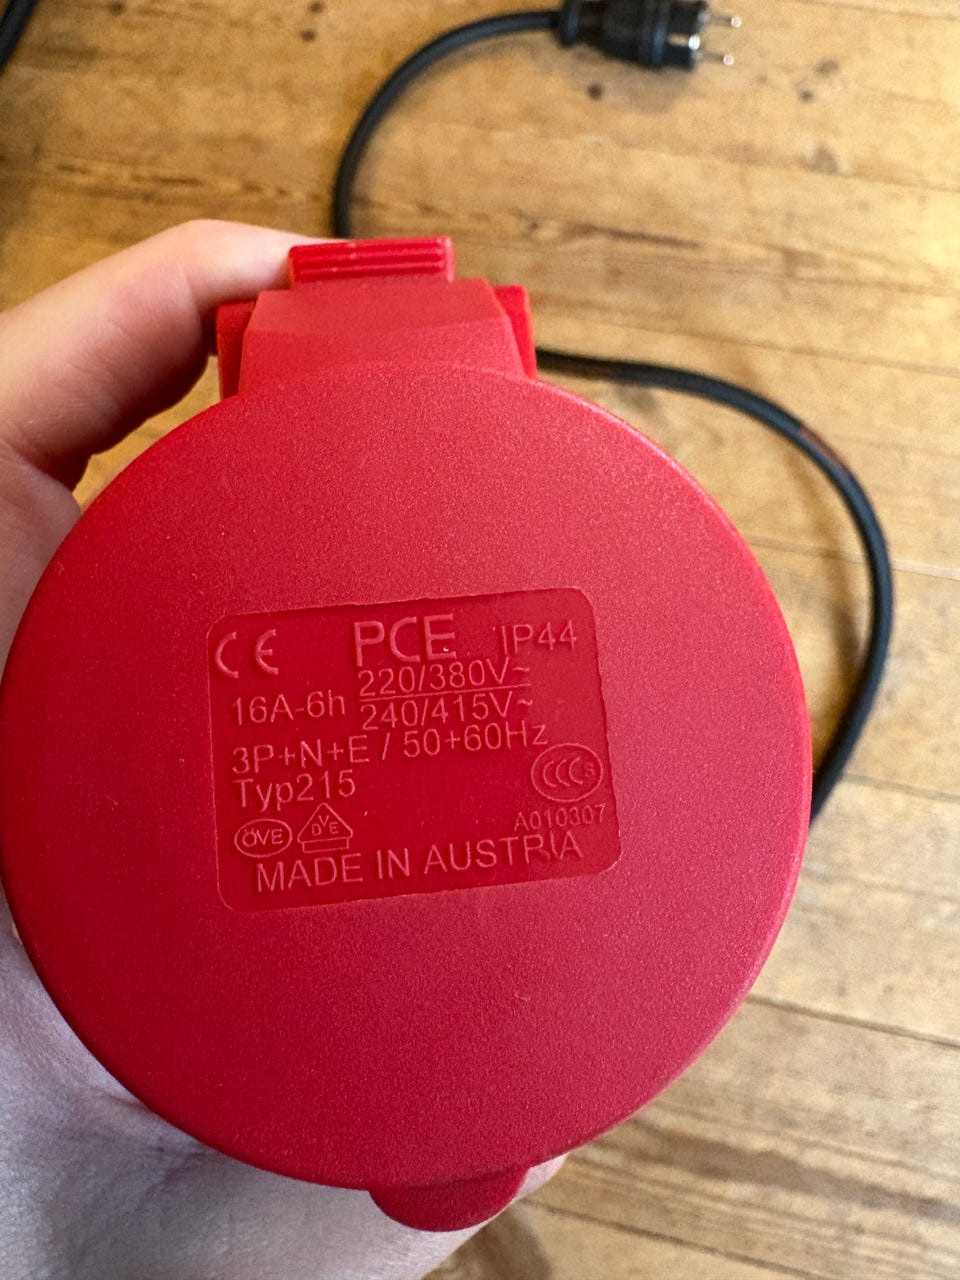 CE PCE IP44
16A-6h 220/380V~
240/415V~
3P+N+E / 50+60Hz
Typ215
CCC S
A010307
ÖVE VDE
MADE IN AUSTRIA